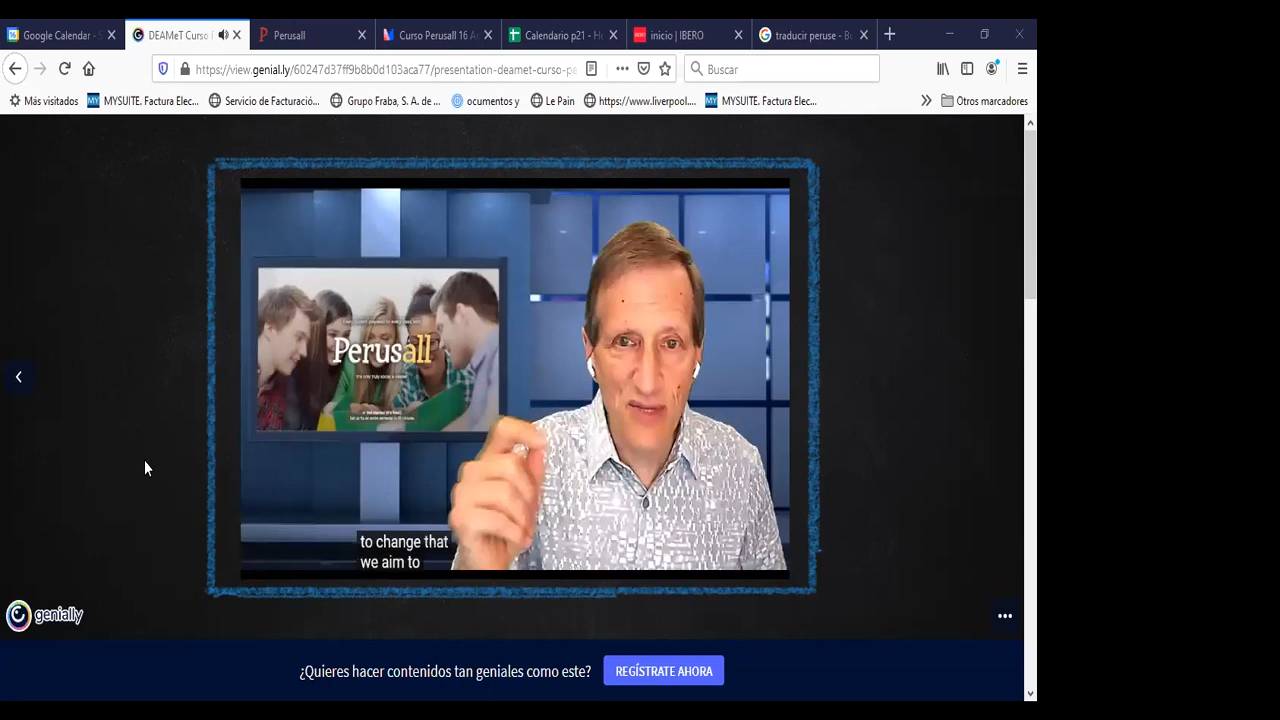 Google Calendar - S
DEAMeT Curso P
Perusall
Curso Perusall 16 A
Calendario p21 - Ho
inicio | IBERO
traducir peruse - Bu
https://view.genial.ly/60247d37ff9b8b0d103aca77/presentation-deamet-curso-pe
Buscar
Más visitados
MYSUITE. Factura Elec...
Servicio de Facturació...
Grupo Fraba, S. A. de ...
ocumentos y
Le Pain
https://www.liverpool....
MYSUITE. Factura Elec...
Otros marcadores
Perusall
to change that
we aim to
genially
¿Quieres hacer contenidos tan geniales como este?
REGÍSTRATE AHORA